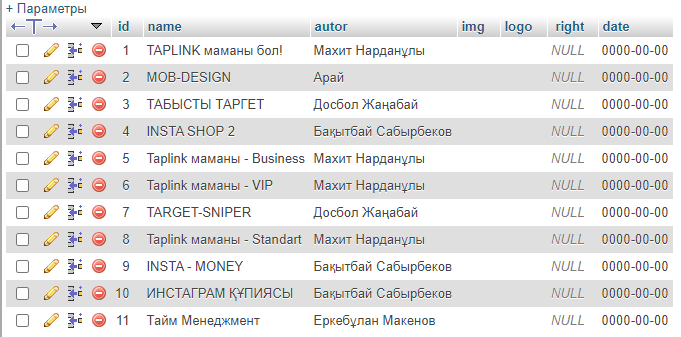 + Параметры
id name autor img logo right date
1 TAPLINK маманы бол! Махит Нарданұлы NULL 0000-00-00
2 MOB-DESIGN Арай NULL 0000-00-00
3 ТАБЫСТЫ ТАРГЕТ Досбол Жаңабай NULL 0000-00-00
4 INSTA SHOP 2 Бақытбай Сабырбеков NULL 0000-00-00
5 Taplink маманы - Business Махит Нарданұлы NULL 0000-00-00
6 Taplink маманы - VIP Махит Нарданұлы NULL 0000-00-00
7 TARGET-SNIPER Досбол Жаңабай NULL 0000-00-00
8 Taplink маманы - Standart Махит Нарданұлы NULL 0000-00-00
9 INSTA - MONEY Бақытбай Сабырбеков NULL 0000-00-00
10 ИНСТАГРАМ ҚҰПИЯСЫ Бақытбай Сабырбеков NULL 0000-00-00
11 Тайм Менеджмент Еркебұлан Макенов NULL 0000-00-00